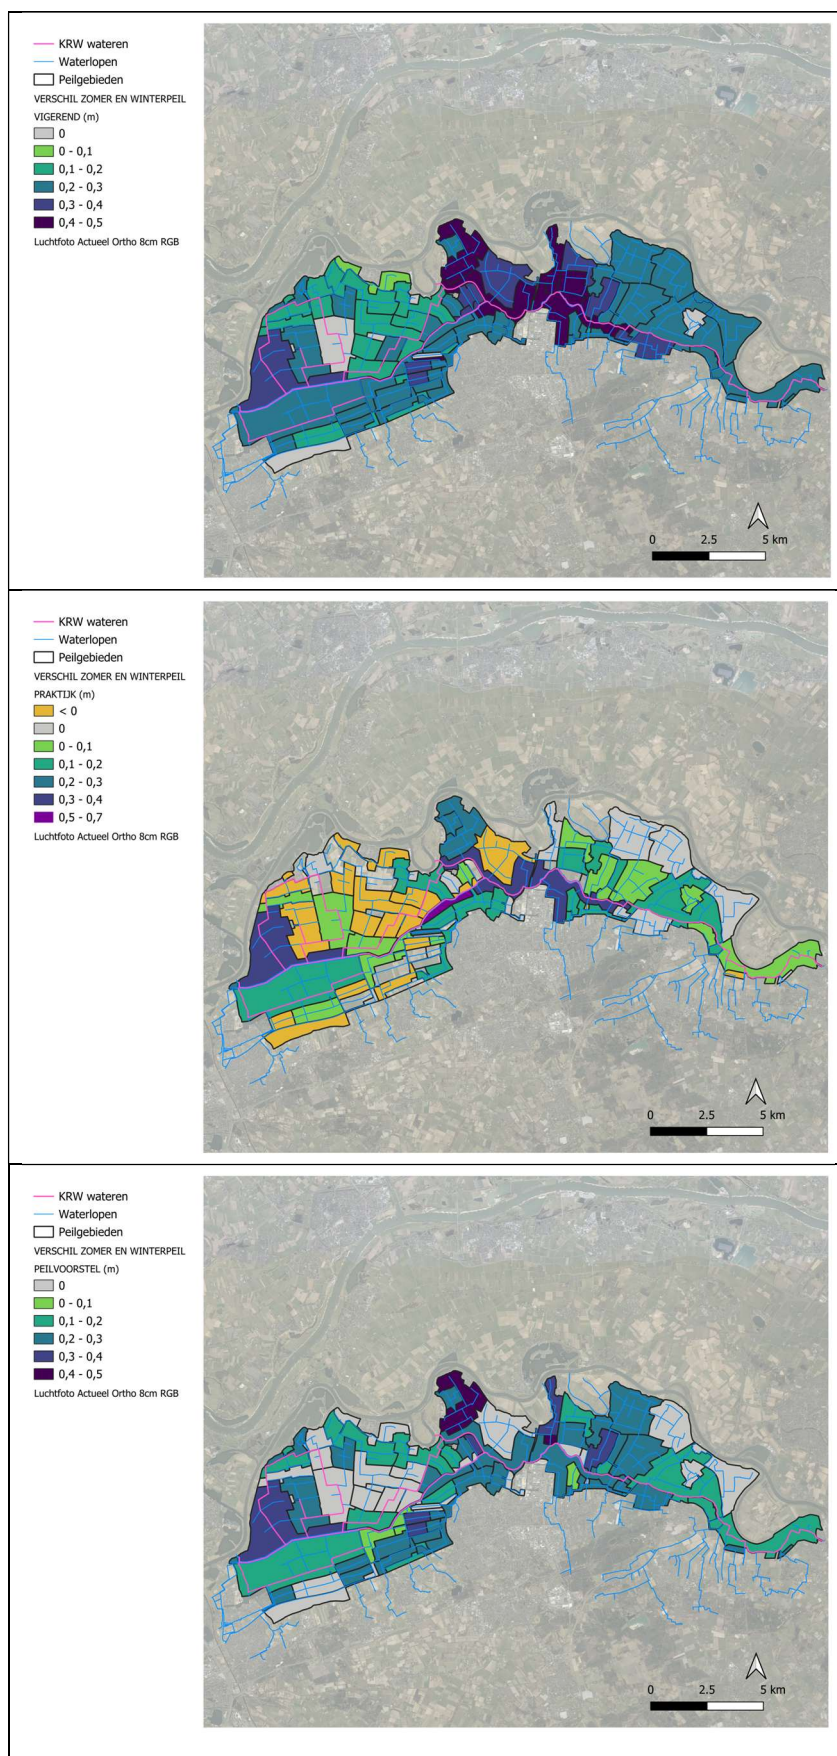 KRW wateren
Waterlopen
Peilgebieden
VERSCHIL ZOMER EN WINTERPEIL
VIGEREND (m)
0
0 - 0,1
0,1 - 0,2
0,2 - 0,3
0,3 - 0,4
0,4 - 0,5
Luchtfoto Actueel Ortho 8cm RGB
0 2.5 5 km
KRW wateren
Waterlopen
Peilgebieden
VERSCHIL ZOMER EN WINTERPEIL
PRAKTIJK (m)
< 0
0
0 - 0,1
0,1 - 0,2
0,2 - 0,3
0,3 - 0,4
0,5 - 0,7
Luchtfoto Actueel Ortho 8cm RGB
0 2.5 5 km
KRW wateren
Waterlopen
Peilgebieden
VERSCHIL ZOMER EN WINTERPEIL
PEILVOORSTEL (m)
0
0 - 0,1
0,1 - 0,2
0,2 - 0,3
0,3 - 0,4
0,4 - 0,5
Luchtfoto Actueel Ortho 8cm RGB
0 2.5 5 km